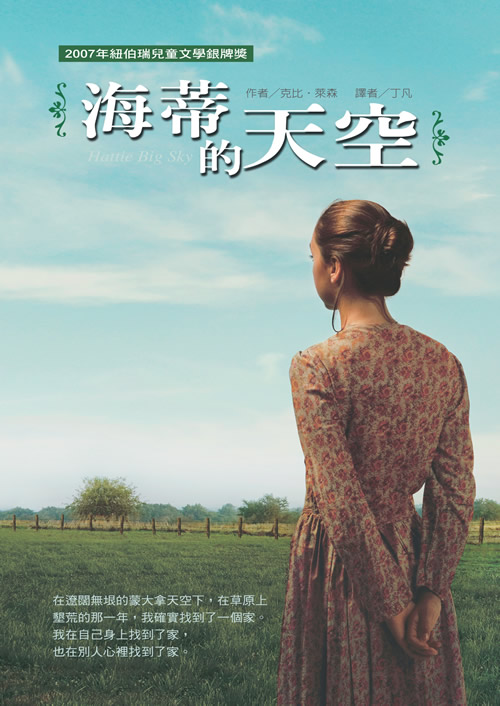 2007年紐伯瑞兒童文學銀牌獎
作者／克比・萊森 譯者／丁凡
海蒂的天空
Hattie Big Sky
在遼闊無垠的蒙大拿天空下，在草原上
墾荒的那一年，我確實找到了一個家。
我在自己身上找到了家，
也在別人心裡找到了家。